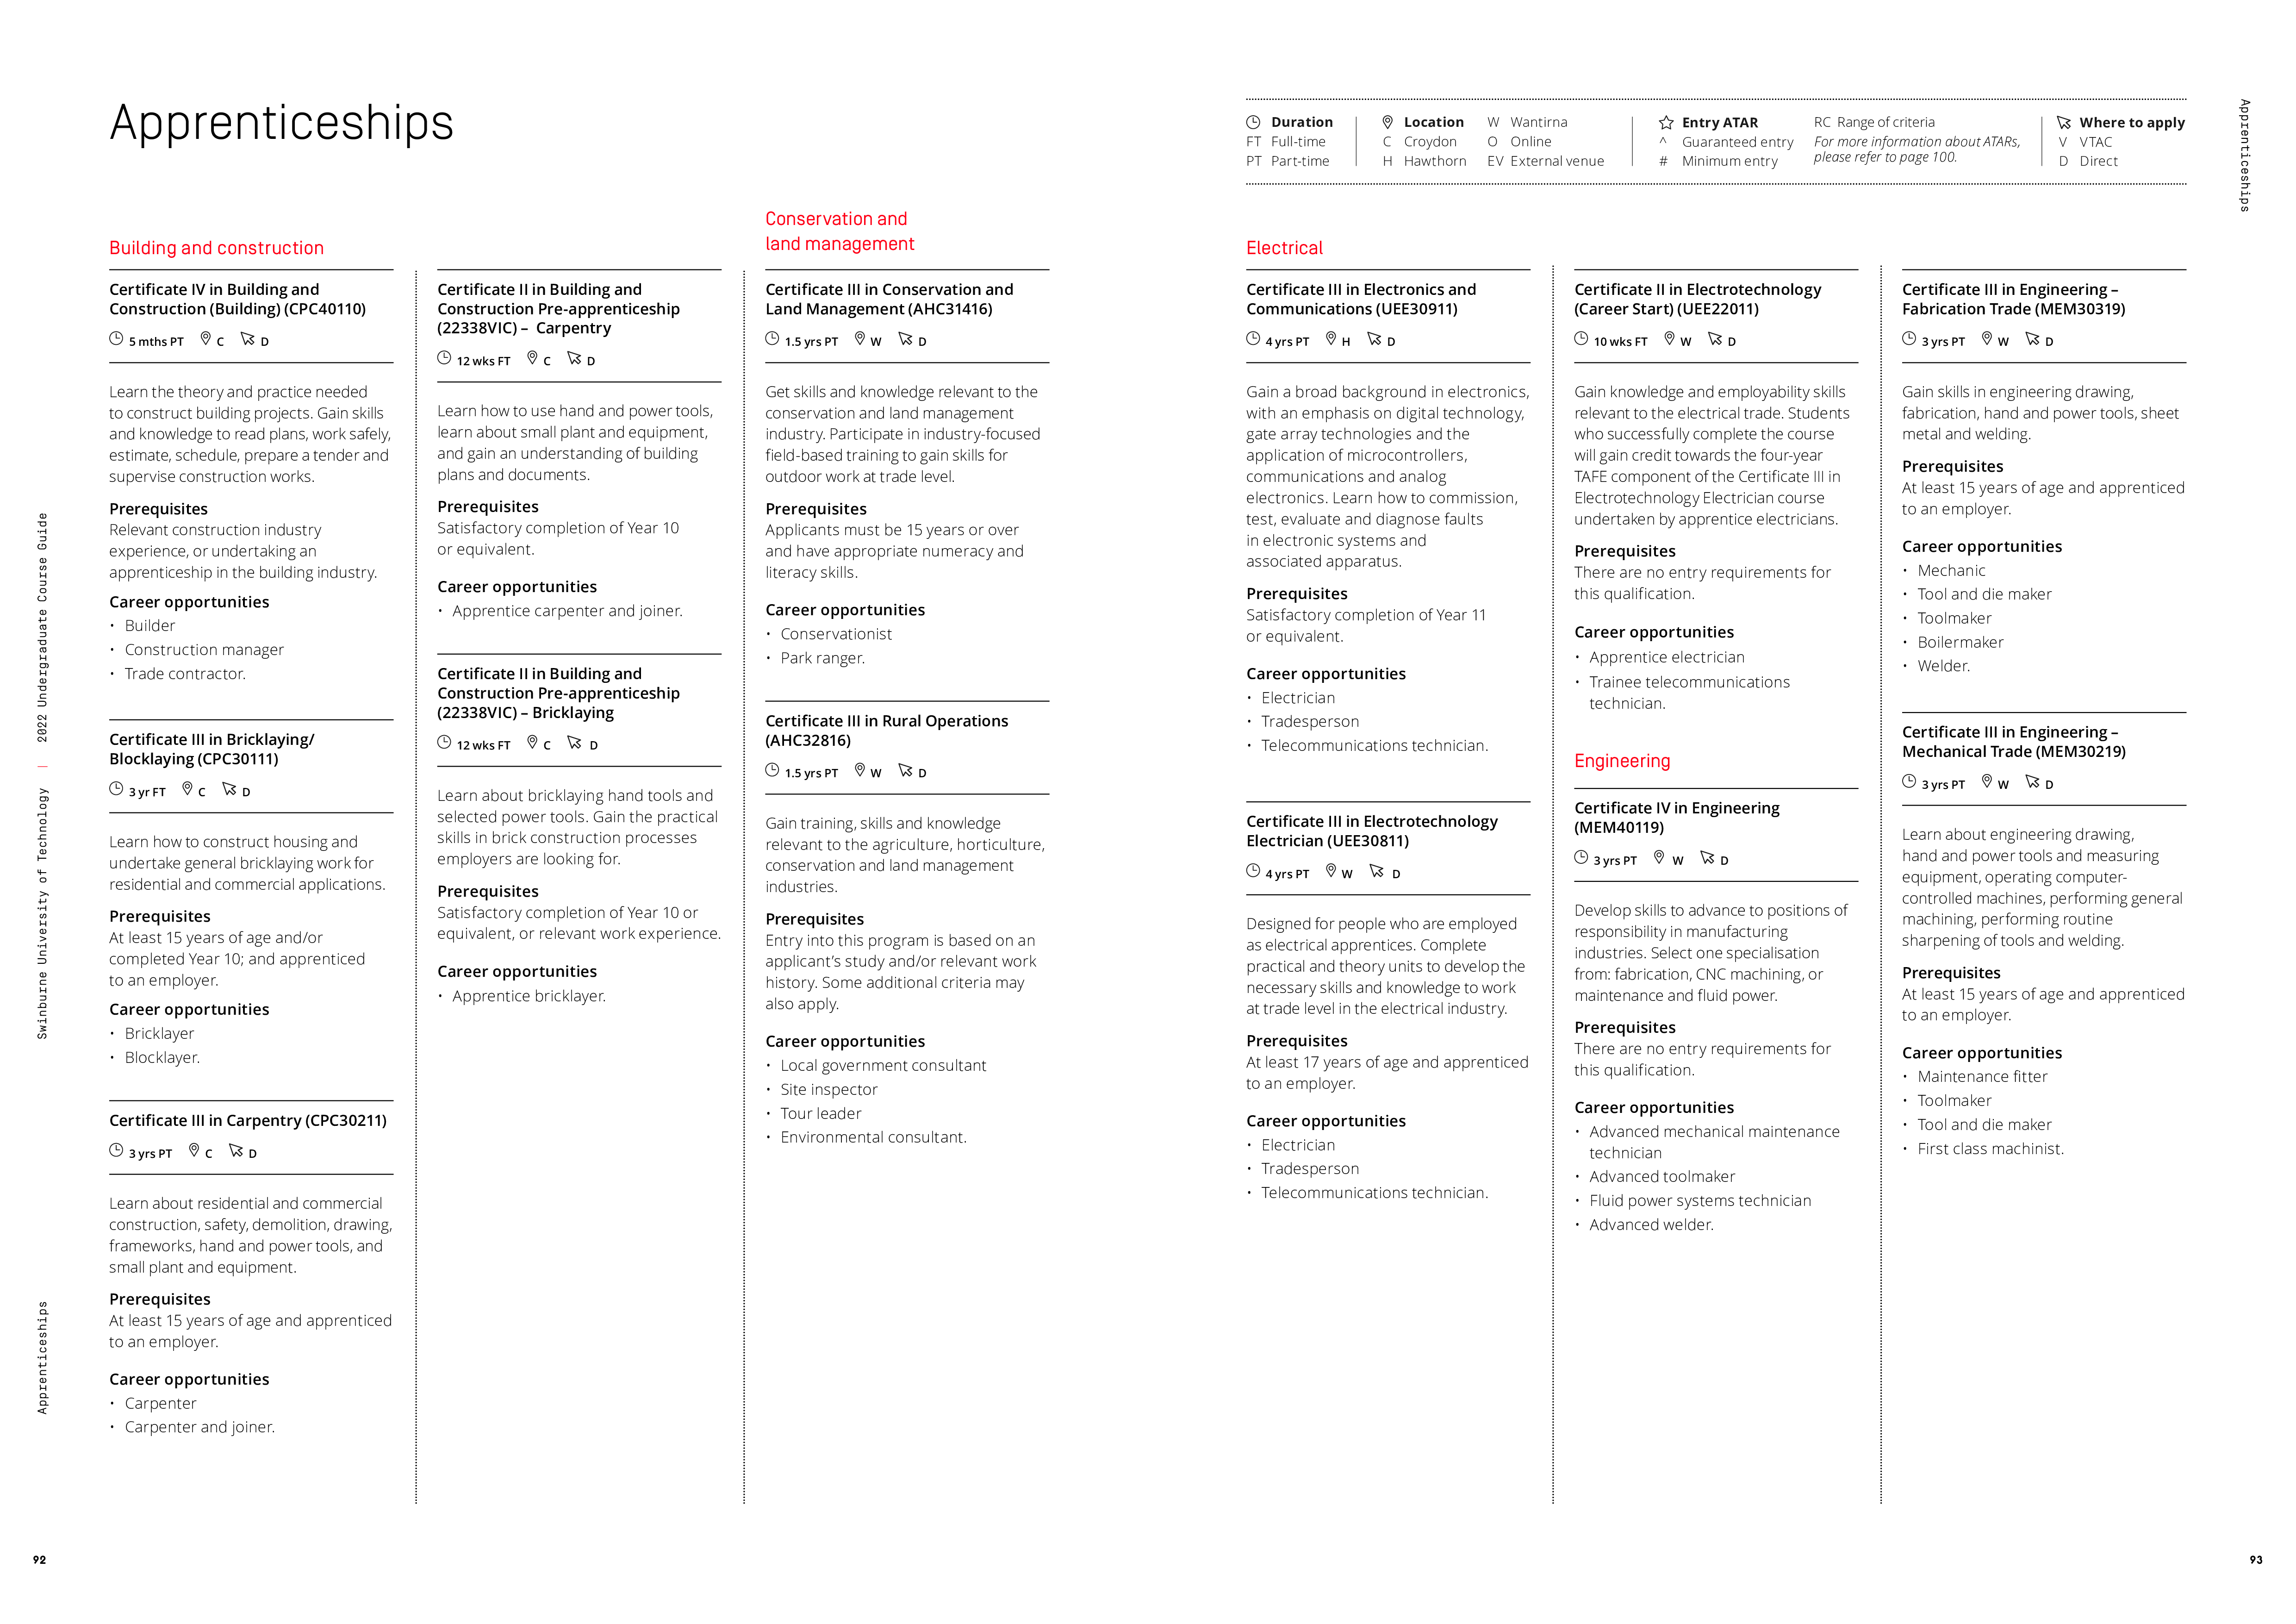 Apprenticeships
Building and construction
Certificate IV in Building and
Construction (Building) (CPC40110)
5 mths PT C D
Learn the theory and practice needed
to construct building projects. Gain skills
and knowledge to read plans, work safely,
estimate, schedule, prepare a tender and
supervise construction works.
Prerequisites
Relevant construction industry
experience, or undertaking an
apprenticeship in the building industry.
Career opportunities
• Builder
• Construction manager
• Trade contractor.
Certificate III in Bricklaying/
Blocklaying (CPC30111)
3 yr FT C D
Learn how to construct housing and
undertake general bricklaying work for
residential and commercial applications.
Prerequisites
At least 15 years of age and/or
completed Year 10; and apprenticed
to an employer.
Career opportunities
• Bricklayer
• Blocklayer.
Certificate III in Carpentry (CPC30211)
3 yrs PT C D
Learn about residential and commercial
construction, safety, demolition, drawing,
frameworks, hand and power tools, and
small plant and equipment.
Prerequisites
At least 15 years of age and apprenticed
to an employer.
Career opportunities
• Carpenter
• Carpenter and joiner.
Certificate II in Building and
Construction Pre-apprenticeship
(22338VIC) – Carpentry
12 wks FT C D
Learn how to use hand and power tools,
learn about small plant and equipment,
and gain an understanding of building
plans and documents.
Prerequisites
Satisfactory completion of Year 10
or equivalent.
Career opportunities
• Apprentice carpenter and joiner.
Certificate II in Building and
Construction Pre-apprenticeship
(22338VIC) – Bricklaying
12 wks FT C D
Learn about bricklaying hand tools and
selected power tools. Gain the practical
skills in brick construction processes
employers are looking for.
Prerequisites
Satisfactory completion of Year 10 or
equivalent, or relevant work experience.
Career opportunities
• Apprentice bricklayer.
Conservation and
land management
Certificate III in Conservation and
Land Management (AHC31416)
1.5 yrs PT W D
Get skills and knowledge relevant to the
conservation and land management
industry. Participate in industry-focused
field-based training to gain skills for
outdoor work at trade level.
Prerequisites
Applicants must be 15 years or over
and have appropriate numeracy and
literacy skills.
Career opportunities
• Conservationist
• Park ranger.
Certificate III in Rural Operations
(AHC32816)
1.5 yrs PT W D
Gain training, skills and knowledge
relevant to the agriculture, horticulture,
conservation and land management
industries.
Prerequisites
Entry into this program is based on an
applicant's study and/or relevant work
history. Some additional criteria may
also apply.
Career opportunities
• Local government consultant
• Site inspector
• Tour leader
• Environmental consultant.
Swinburne University of Technology | 2022 Undergraduate Course Guide
Apprenticeships
92
Duration
FT Full-time
PT Part-time
Location
C Croydon
H Hawthorn
W Wantirna
O Online
EV External venue
Entry ATAR
^ Guaranteed entry
# Minimum entry
RC Range of criteria
For more information about ATARs,
please refer to page 100.
Where to apply
V VTAC
D Direct
Apprenticeships
Electrical
Certificate III in Electronics and
Communications (UEE30911)
4 yrs PT H D
Gain a broad background in electronics,
with an emphasis on digital technology,
gate array technologies and the
application of microcontrollers,
communications and analog
electronics. Learn how to commission,
test, evaluate and diagnose faults
in electronic systems and
associated apparatus.
Prerequisites
Satisfactory completion of Year 11
or equivalent.
Career opportunities
• Electrician
• Tradesperson
• Telecommunications technician.
Certificate III in Electrotechnology
Electrician (UEE30811)
4 yrs PT W D
Designed for people who are employed
as electrical apprentices. Complete
practical and theory units to develop the
necessary skills and knowledge to work
at trade level in the electrical industry.
Prerequisites
At least 17 years of age and apprenticed
to an employer.
Career opportunities
• Electrician
• Tradesperson
• Telecommunications technician.
Certificate II in Electrotechnology
(Career Start) (UEE22011)
10 wks FT W D
Gain knowledge and employability skills
relevant to the electrical trade. Students
who successfully complete the course
will gain credit towards the four-year
TAFE component of the Certificate III in
Electrotechnology Electrician course
undertaken by apprentice electricians.
Prerequisites
There are no entry requirements for
this qualification.
Career opportunities
• Apprentice electrician
• Trainee telecommunications
technician.
Engineering
Certificate IV in Engineering
(MEM40119)
3 yrs PT W D
Develop skills to advance to positions of
responsibility in manufacturing
industries. Select one specialisation
from: fabrication, CNC machining, or
maintenance and fluid power.
Prerequisites
There are no entry requirements for
this qualification.
Career opportunities
• Advanced mechanical maintenance
technician
• Advanced toolmaker
• Fluid power systems technician
• Advanced welder.
Certificate III in Engineering –
Fabrication Trade (MEM30319)
3 yrs PT W D
Gain skills in engineering drawing,
fabrication, hand and power tools, sheet
metal and welding.
Prerequisites
At least 15 years of age and apprenticed
to an employer.
Career opportunities
• Mechanic
• Tool and die maker
• Toolmaker
• Boilermaker
• Welder.
Certificate III in Engineering –
Mechanical Trade (MEM30219)
3 yrs PT W D
Learn about engineering drawing,
hand and power tools and measuring
equipment, operating computer-
controlled machines, performing general
machining, performing routine
sharpening of tools and welding.
Prerequisites
At least 15 years of age and apprenticed
to an employer.
Career opportunities
• Maintenance fitter
• Toolmaker
• Tool and die maker
• First class machinist.
93